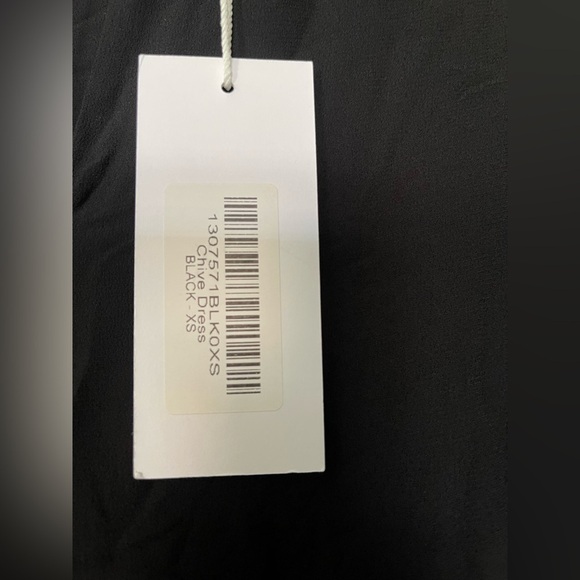 1307571BLK0XS
Chive Dress
BLACK - XS